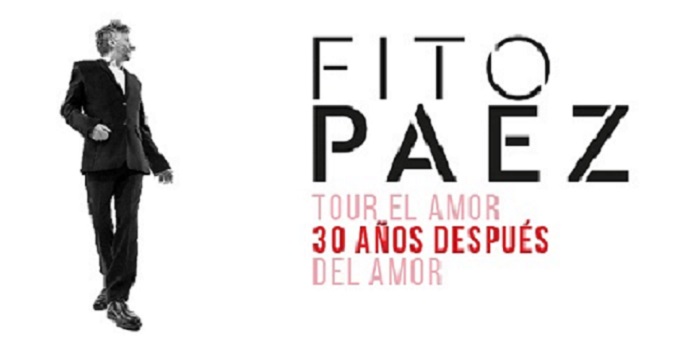 FITO
PAEZ
TOUR EL AMOR
30 AÑOS DESPUÉS
DEL AMOR